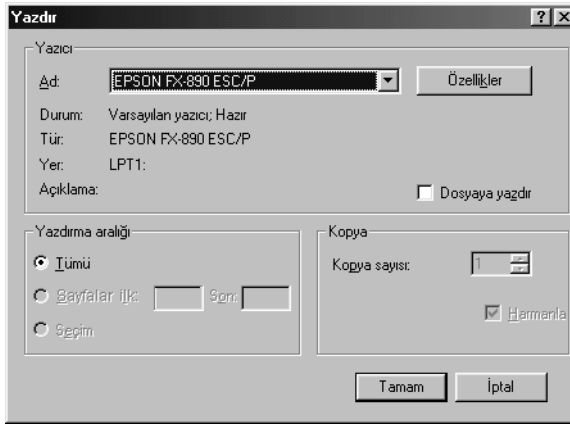 Yazdır
Yazıcı
Ad: EPSON FX-890 ESC/P Özellikler
Durum: Varsayılan yazıcı; Hazır
Tür: EPSON FX-890 ESC/P
Yer: LPT1:
Açıklama: Dosyaya yazdır
Yazdırma aralığı Kopya
Tümü Kopya sayısı: 1
Sayfalar ilk: Son:
Harmanla
Seçim
Tamam İptal